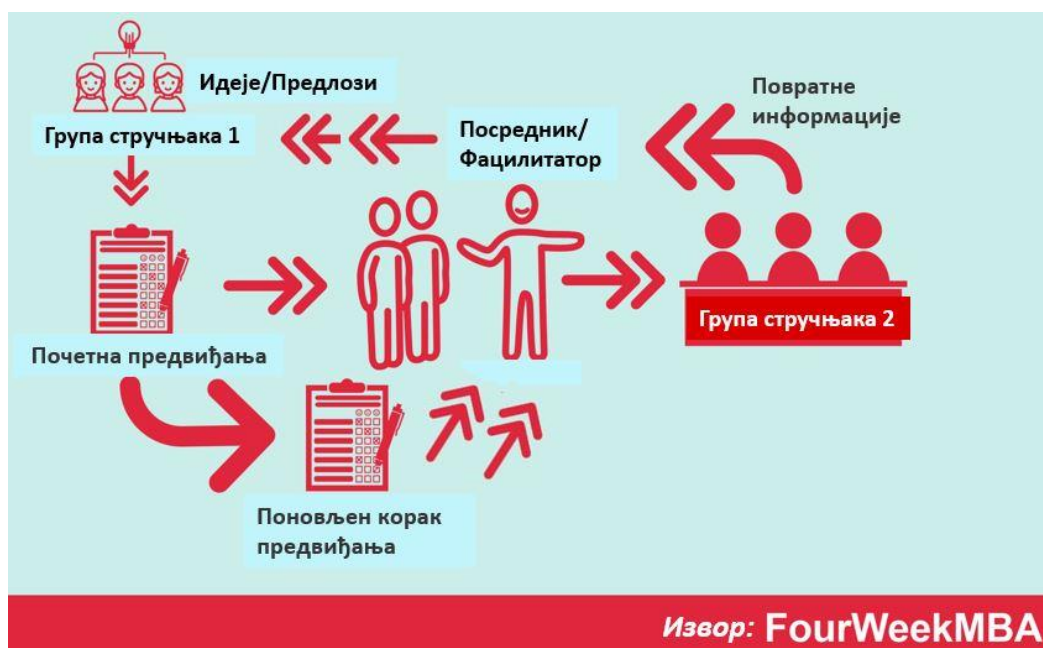 Идеје/Предлози
Група стручњака 1
Посредник/
Фацилитатор
Повратне
информације
Група стручњака 2
Почетна предвиђања
Поновљен корак
предвиђања
Извор: FourWeekMBA